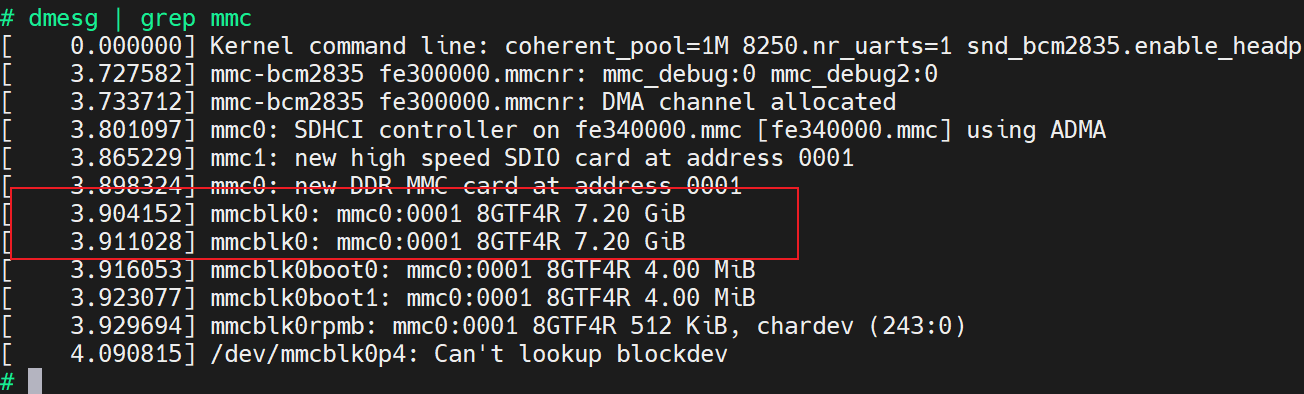 # dmesg | grep mmc
[    0.000000] Kernel command line: coherent_pool=1M 8250.nr_uarts=1 snd_bcm2835.enable_headp
[    3.727582] mmc-bcm2835 fe300000.mmcnr: mmc_debug:0 mmc_debug2:0
[    3.733712] mmc-bcm2835 fe300000.mmcnr: DMA channel allocated
[    3.801097] mmc0: SDHCI controller on fe340000.mmc [fe340000.mmc] using ADMA
[    3.865229] mmc1: new high speed SDIO card at address 0001
[    3.898324] mmc0: new DDR MMC card at address 0001
[    3.904152] mmcblk0: mmc0:0001 8GTF4R 7.20 GiB
[    3.911028] mmcblk0: mmc0:0001 8GTF4R 7.20 GiB
[    3.916053] mmcblk0boot0: mmc0:0001 8GTF4R 4.00 MiB
[    3.923077] mmcblk0boot1: mmc0:0001 8GTF4R 4.00 MiB
[    3.929694] mmcblk0rpmb: mmc0:0001 8GTF4R 512 KiB, chardev (243:0)
[    4.090815] /dev/mmcblk0p4: Can't lookup blockdev
#